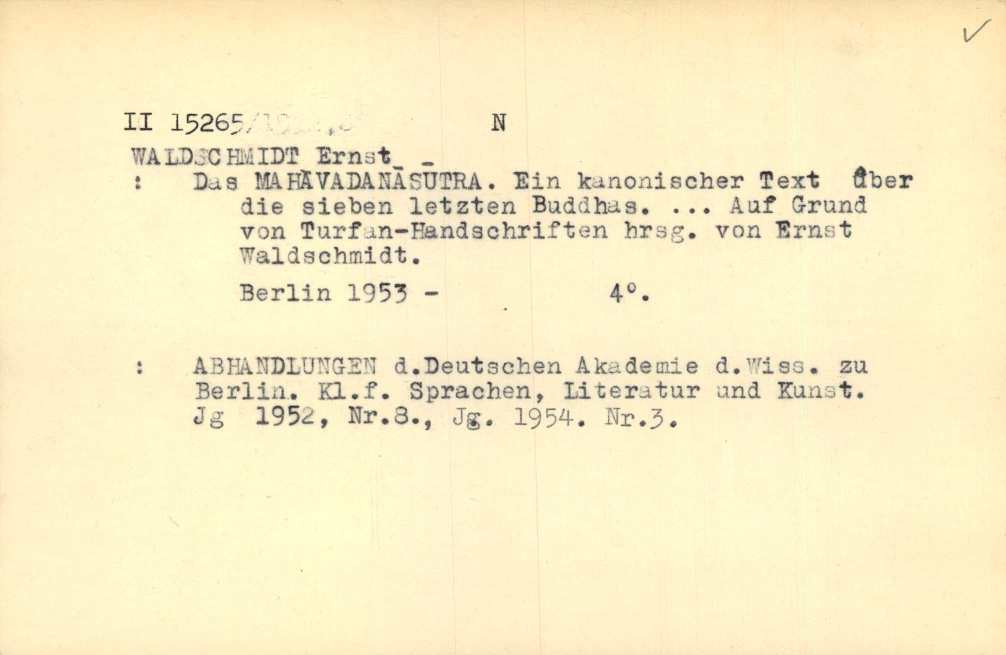 II 15265/ N
WALDSCHMIDT Ernst
: Das MAHĀVADANĀSŪTRA. Ein kanonischer Text über
die sieben letzten Buddhas. ... Auf Grund
von Turfan-Handschriften hrsg. von Ernst
Waldschmidt.
Berlin 1953 - 4°.
: ABHANDLUNGEN d.Deutschen Akademie d.Wiss. zu
Berlin. Kl.f. Sprachen, Literatur und Kunst.
Jg 1952, Nr.8., Jg. 1954. Nr.3.